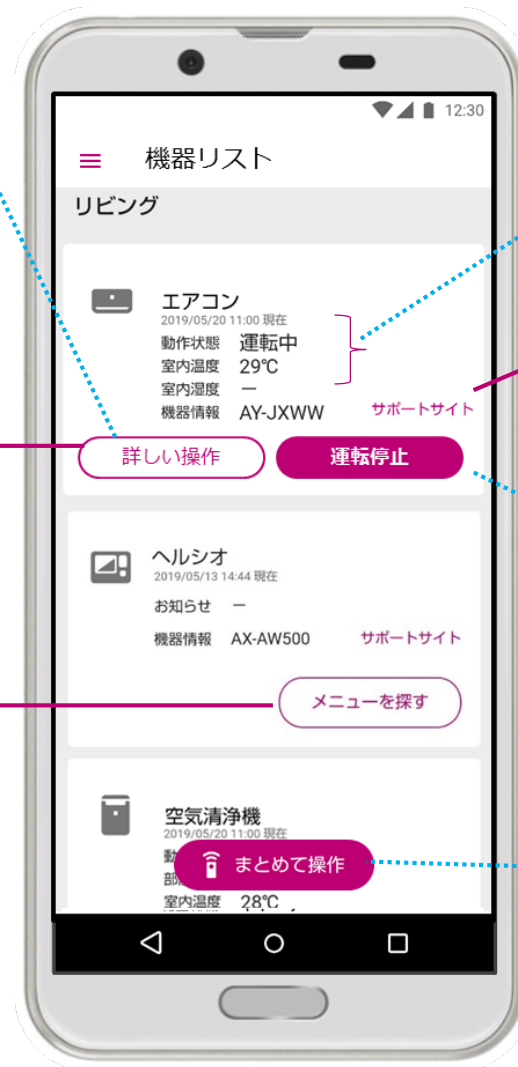 12:30
機器リスト
リビング
エアコン
2019/05/20 11:00 現在
動作状態 運転中
室内温度 29℃
室内湿度 ー
機器情報 AY-JXWW サポートサイト
詳しい操作 運転停止
ヘルシオ
2019/05/13 14:44 現在
お知らせ ー
機器情報 AX-AW500 サポートサイト
メニューを探す
空気清浄機
2019/05/20 11:00 現在
まとめて操作
室内温度 28℃